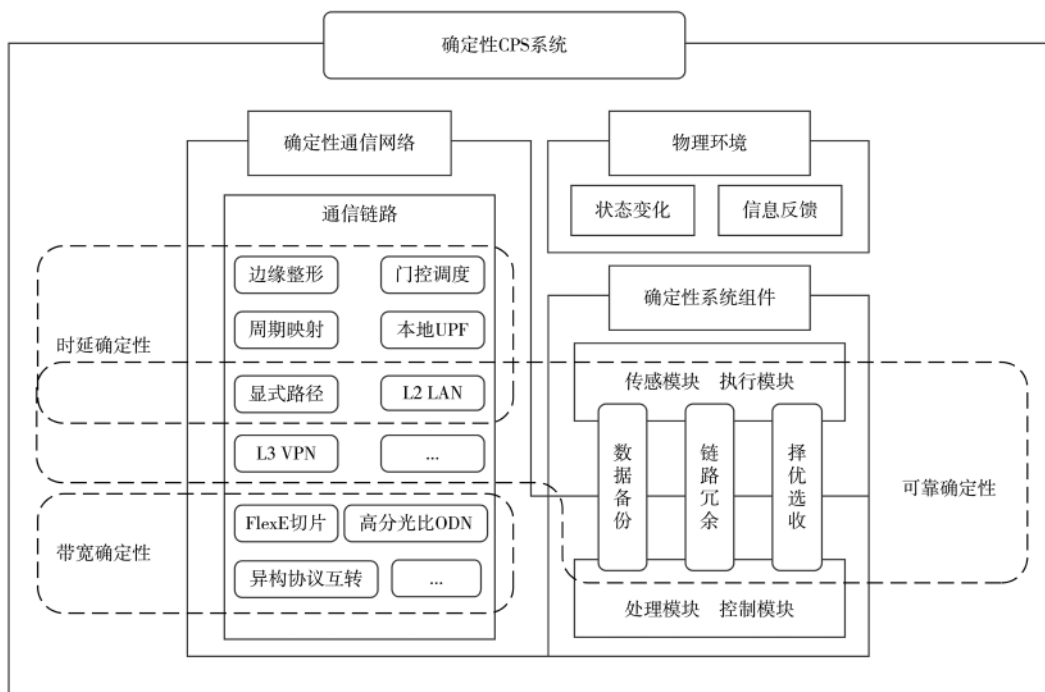 确定性CPS系统
确定性通信网络
物理环境
状态变化 信息反馈
通信链路
边缘整形 门控调度
周期映射 本地UPF
时延确定性
显式路径 L2 LAN
L3 VPN ...
FlexE切片 高分光比ODN
带宽确定性
异构协议互转 ...
确定性系统组件
传感模块 执行模块
数据备份
链路冗余
择优选收
可靠确定性
处理模块 控制模块